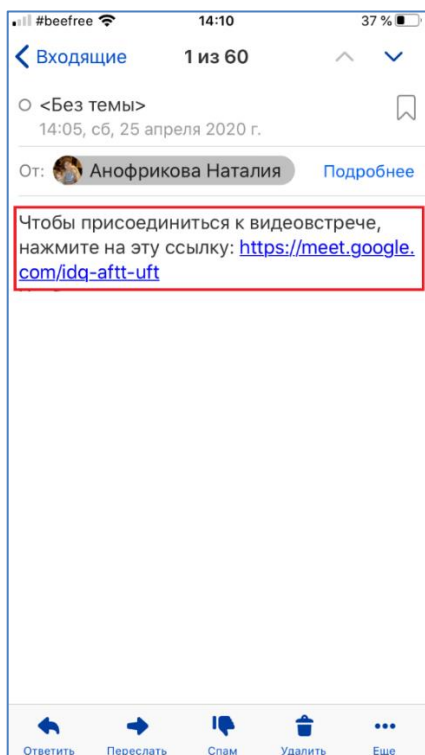 #beefree 14:10 37 %
Входящие 1 из 60
<Без темы>
14:05, сб, 25 апреля 2020 г.
От: Анофрикова Наталия Подробнее
Чтобы присоединиться к видеовстрече,
нажмите на эту ссылку: https://meet.google.
com/idq-aftt-uft
Ответить Переслать Спам Удалить Еще